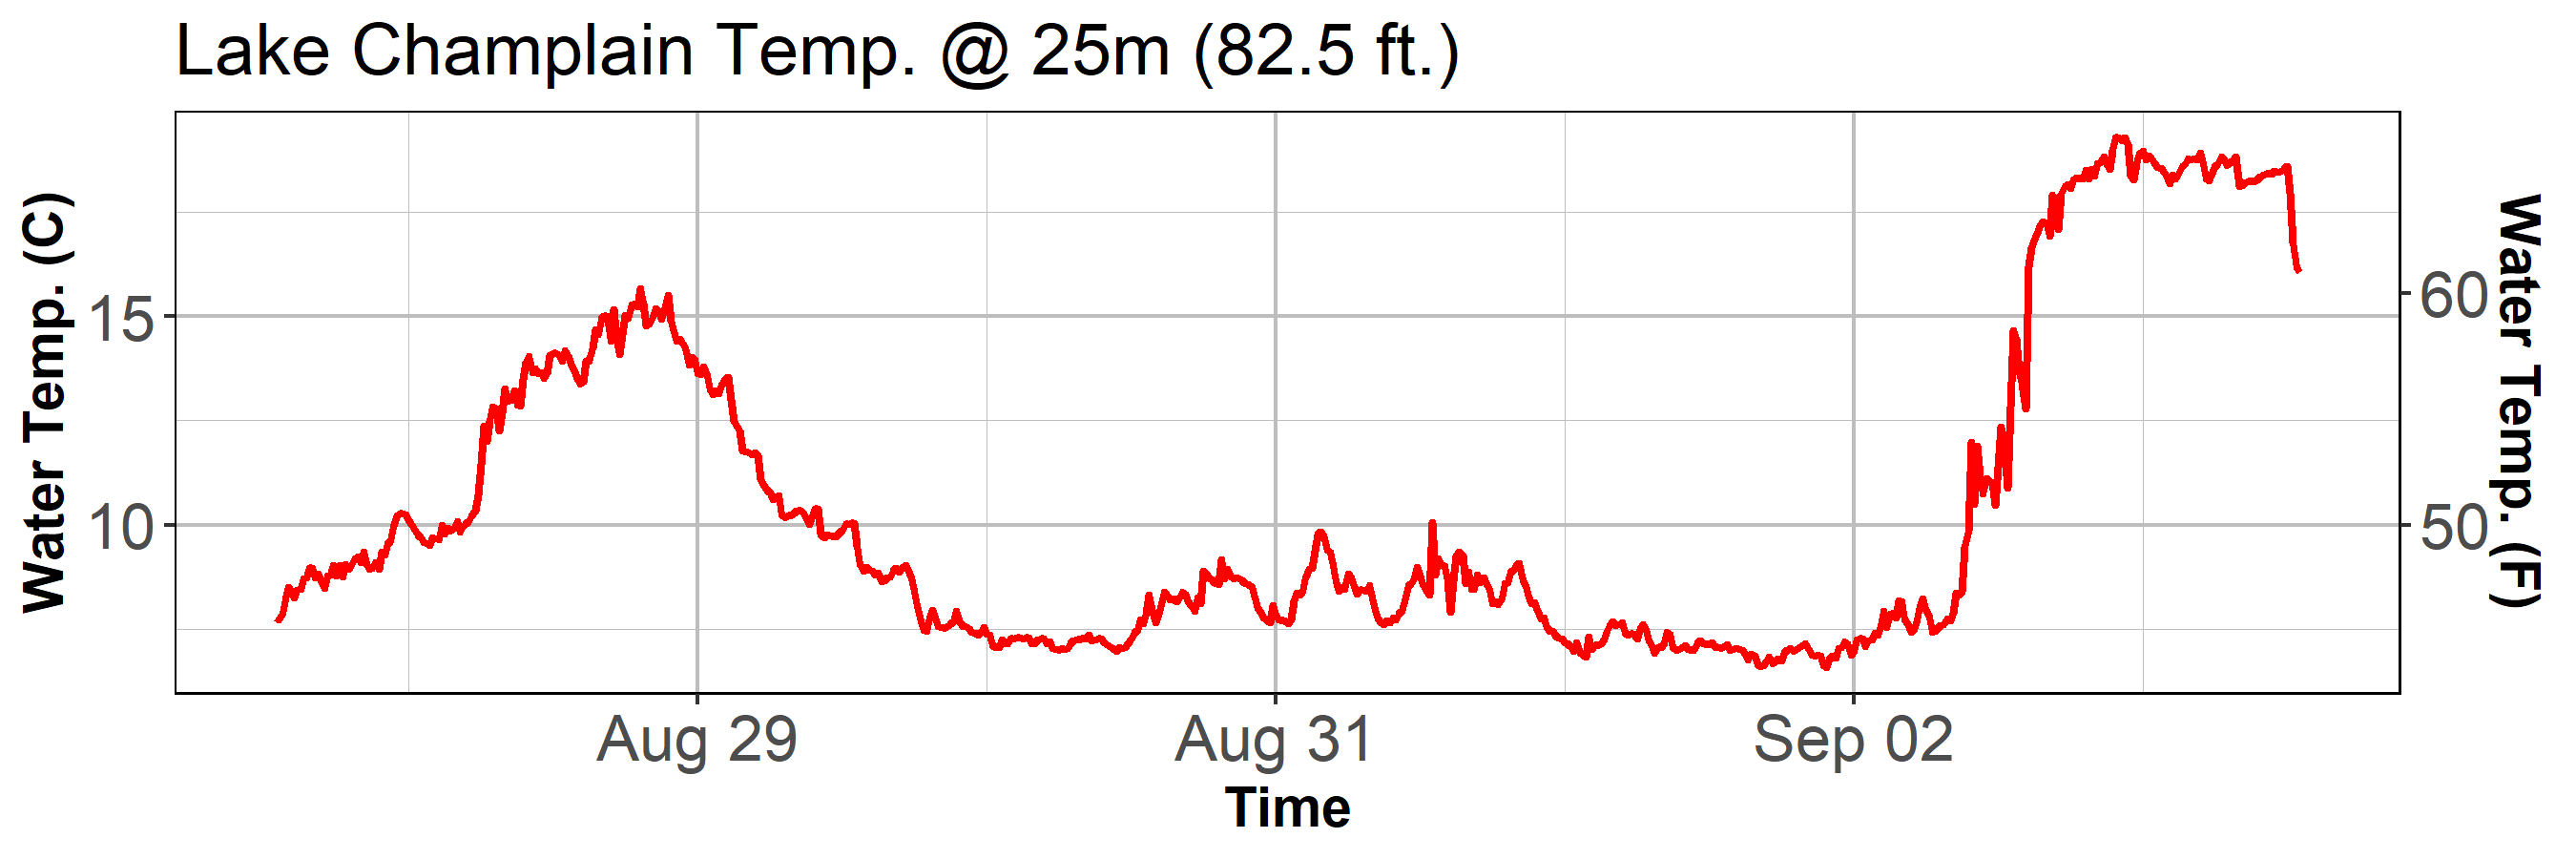 Lake Champlain Temp. @ 25m (82.5 ft.)
Water Temp. (C)
15
10
60
50
Water Temp. (F)
Aug 29
Aug 31
Sep 02
Time